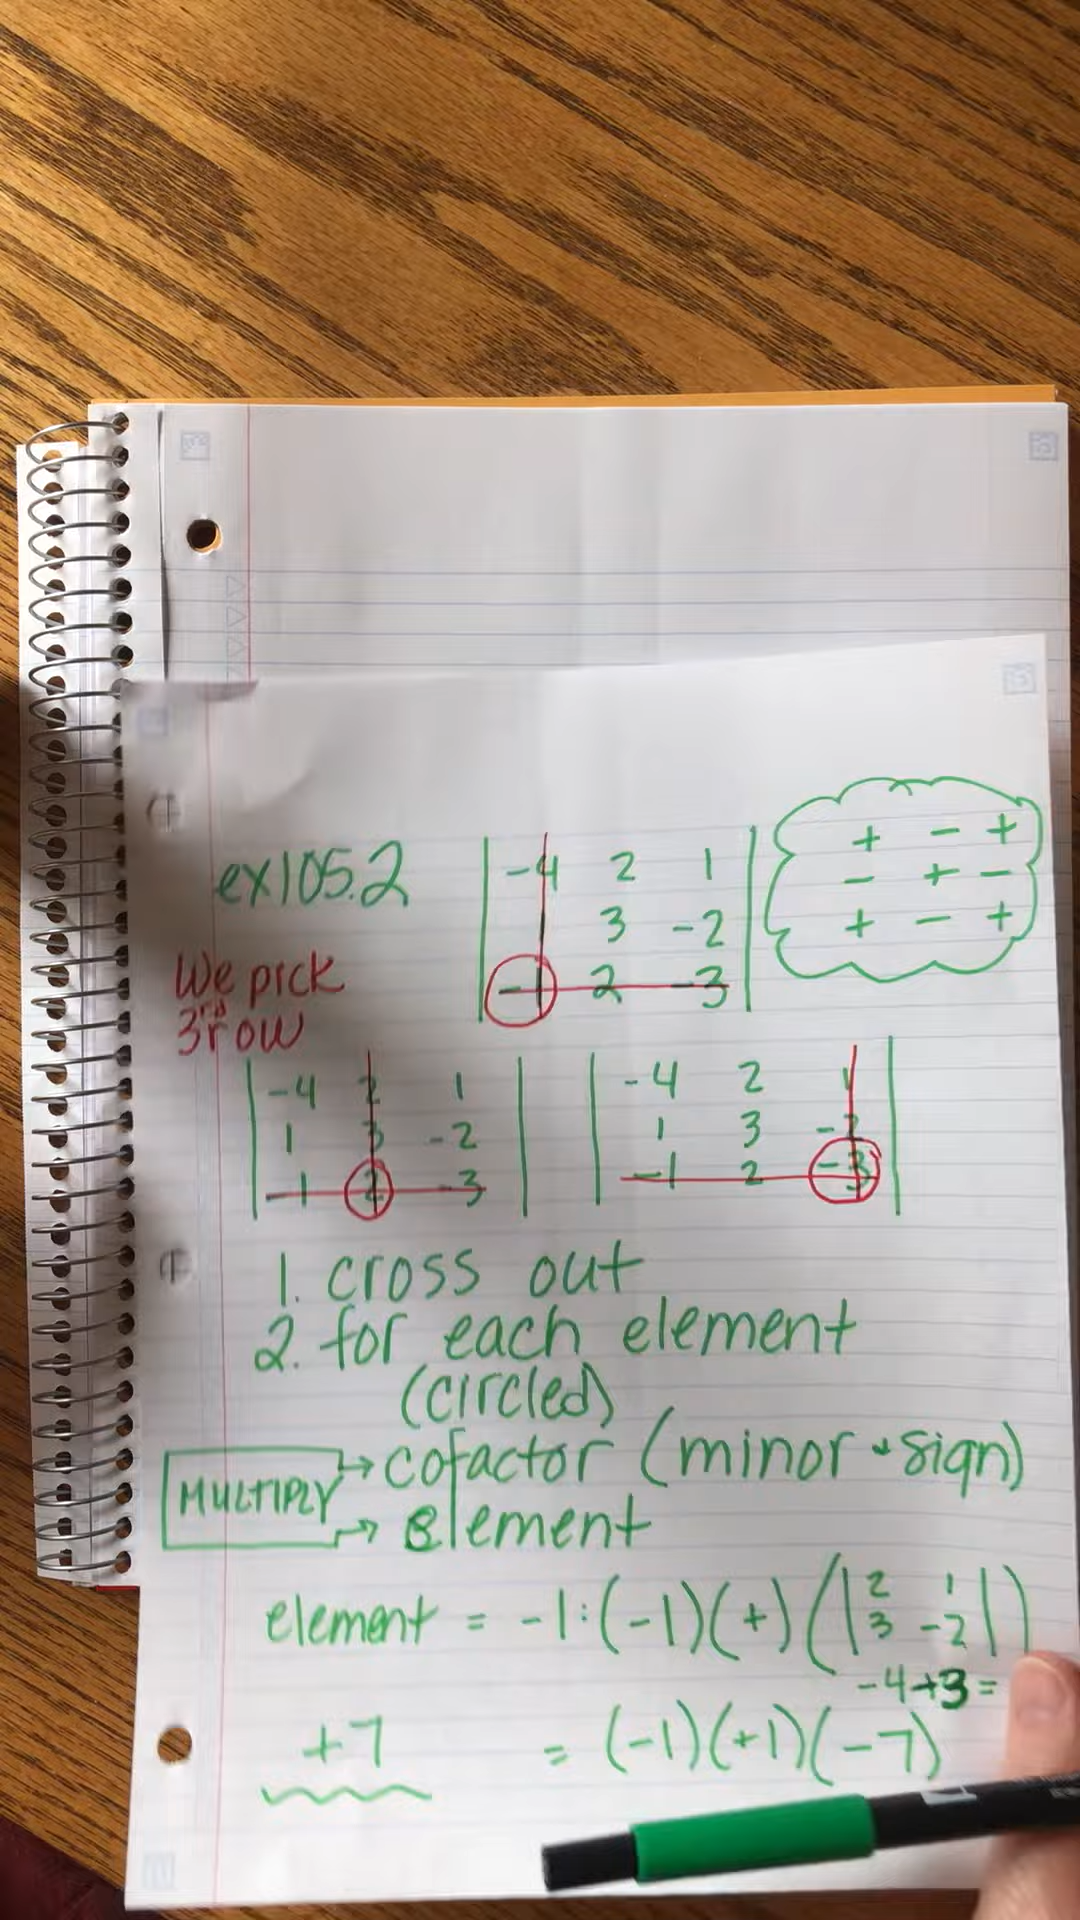 ex105.2
-4 2 1
3 -2
-1 2 -3
+ - +
- + -
+ - +
We pick
3rd row
-4 2 1
1 3 -2
-1 2 -3
-4 2 1
1 3 -2
-1 2 -3
1. cross out
2. for each element
(circled)
MULTIPLY → cofactor (minor * sign)
→ element
element = -1: (-1)(+)(|2 1|)
|3 -2|
-4+3=
+7 = (-1)(+1)(-7)